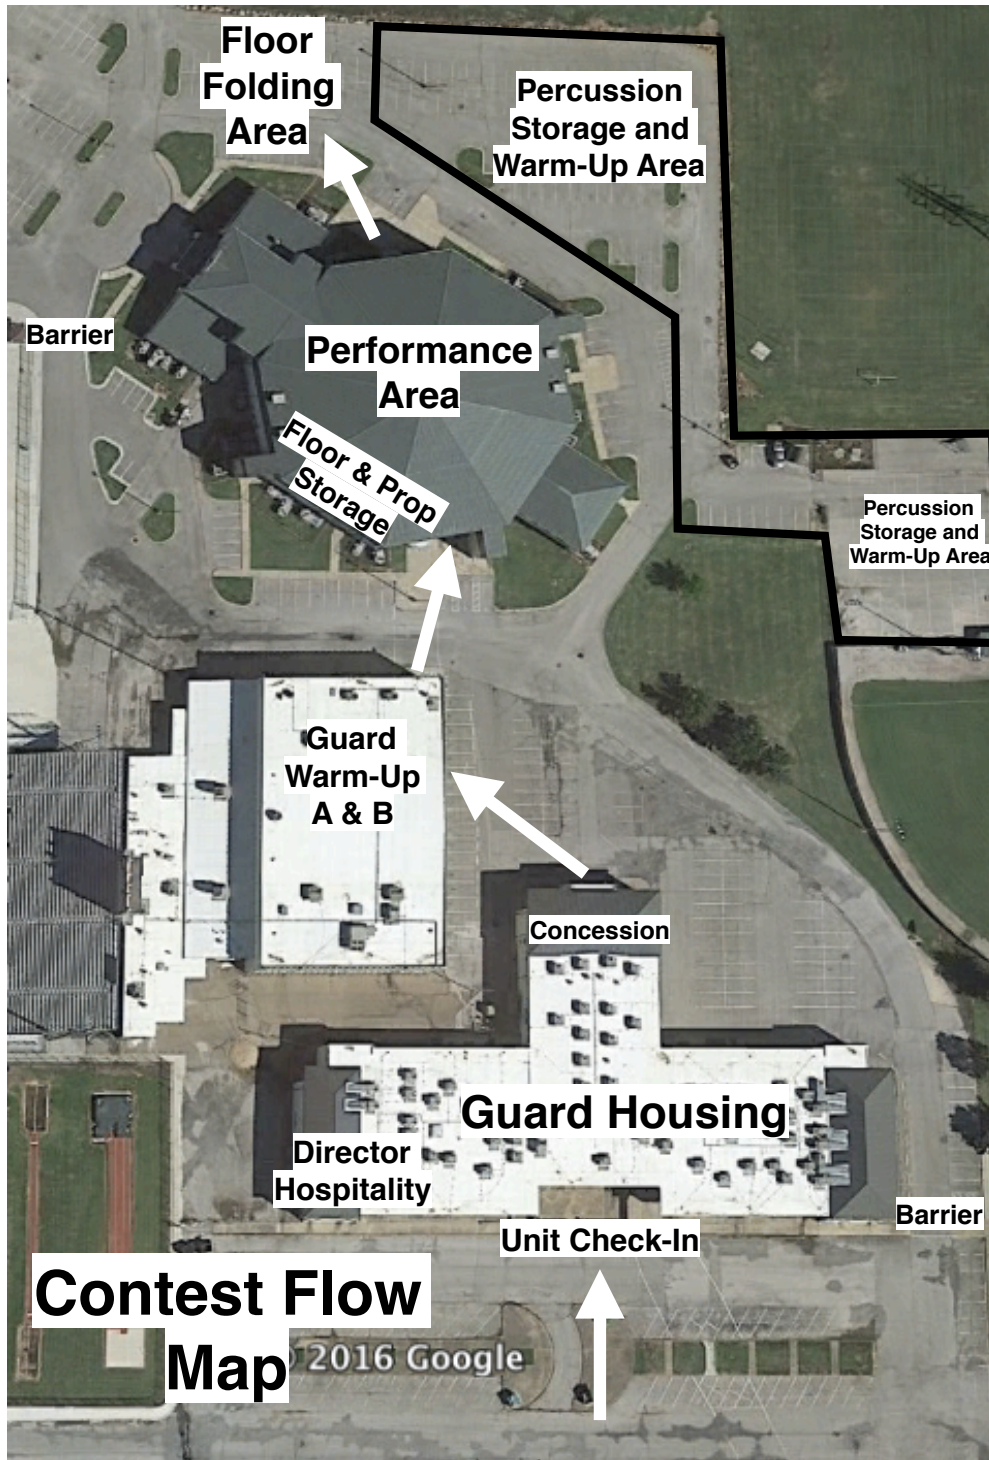 Floor
Folding
Area
Percussion
Storage and
Warm-Up Area
Barrier
Performance
Area
Floor & Prop
Storage
Percussion
Storage and
Warm-Up Area
Guard
Warm-Up
A & B
Concession
Guard Housing
Director
Hospitality
Barrier
Unit Check-In
Contest Flow
Map
2016 Google